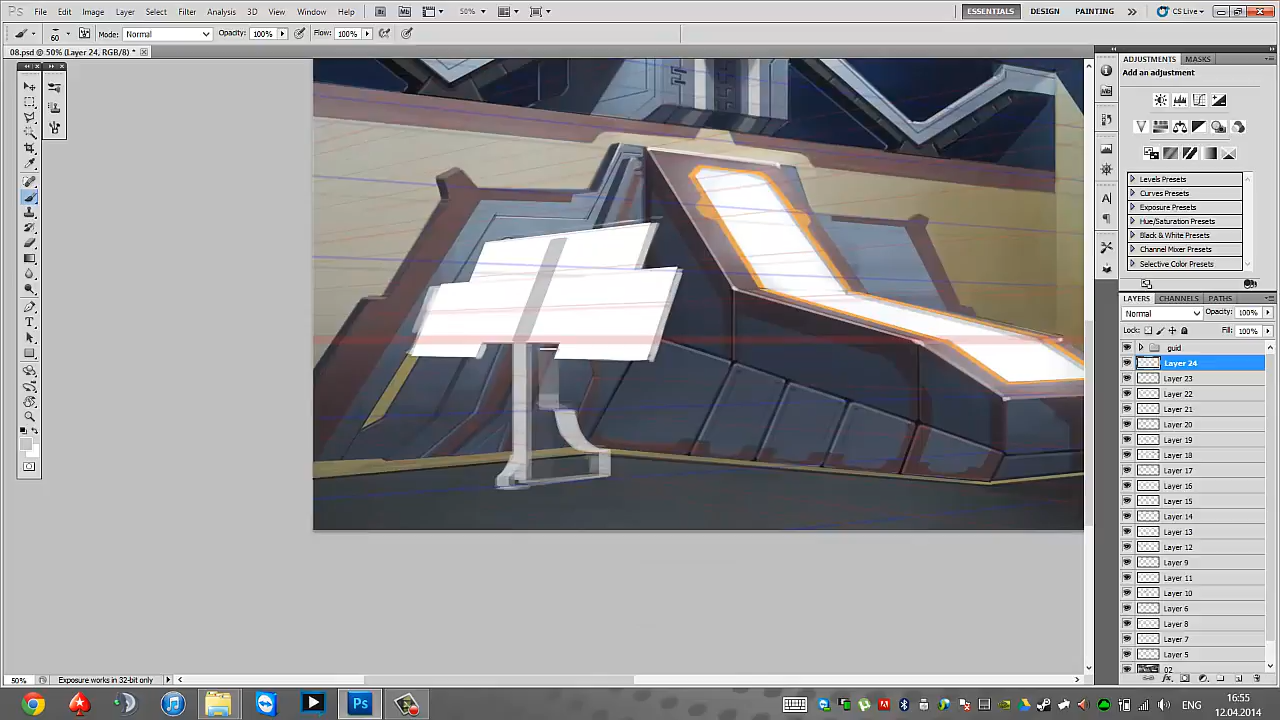 Ps File Edit Image Layer Select Filter Analysis 3D View Window Help Br Mb 50% ESSENTIALS DESIGN PAINTING CS Live
60 Mode: Normal Opacity: 100% Flow: 100%
08.psd @ 50% (Layer 24, RGB/8) *
ADJUSTMENTS MASKS
Add an adjustment
Levels Presets
Curves Presets
Exposure Presets
Hue/Saturation Presets
Black & White Presets
Channel Mixer Presets
Selective Color Presets
LAYERS CHANNELS PATHS
Normal Opacity: 100%
Lock: Fill: 100%
guid
Layer 24
Layer 23
Layer 22
Layer 21
Layer 20
Layer 19
Layer 18
Layer 17
Layer 16
Layer 15
Layer 14
Layer 13
Layer 12
Layer 9
Layer 11
Layer 10
Layer 6
Layer 8
Layer 7
Layer 5
02
50% Exposure works in 32-bit only
Ps ENG 16:55
12.04.2014